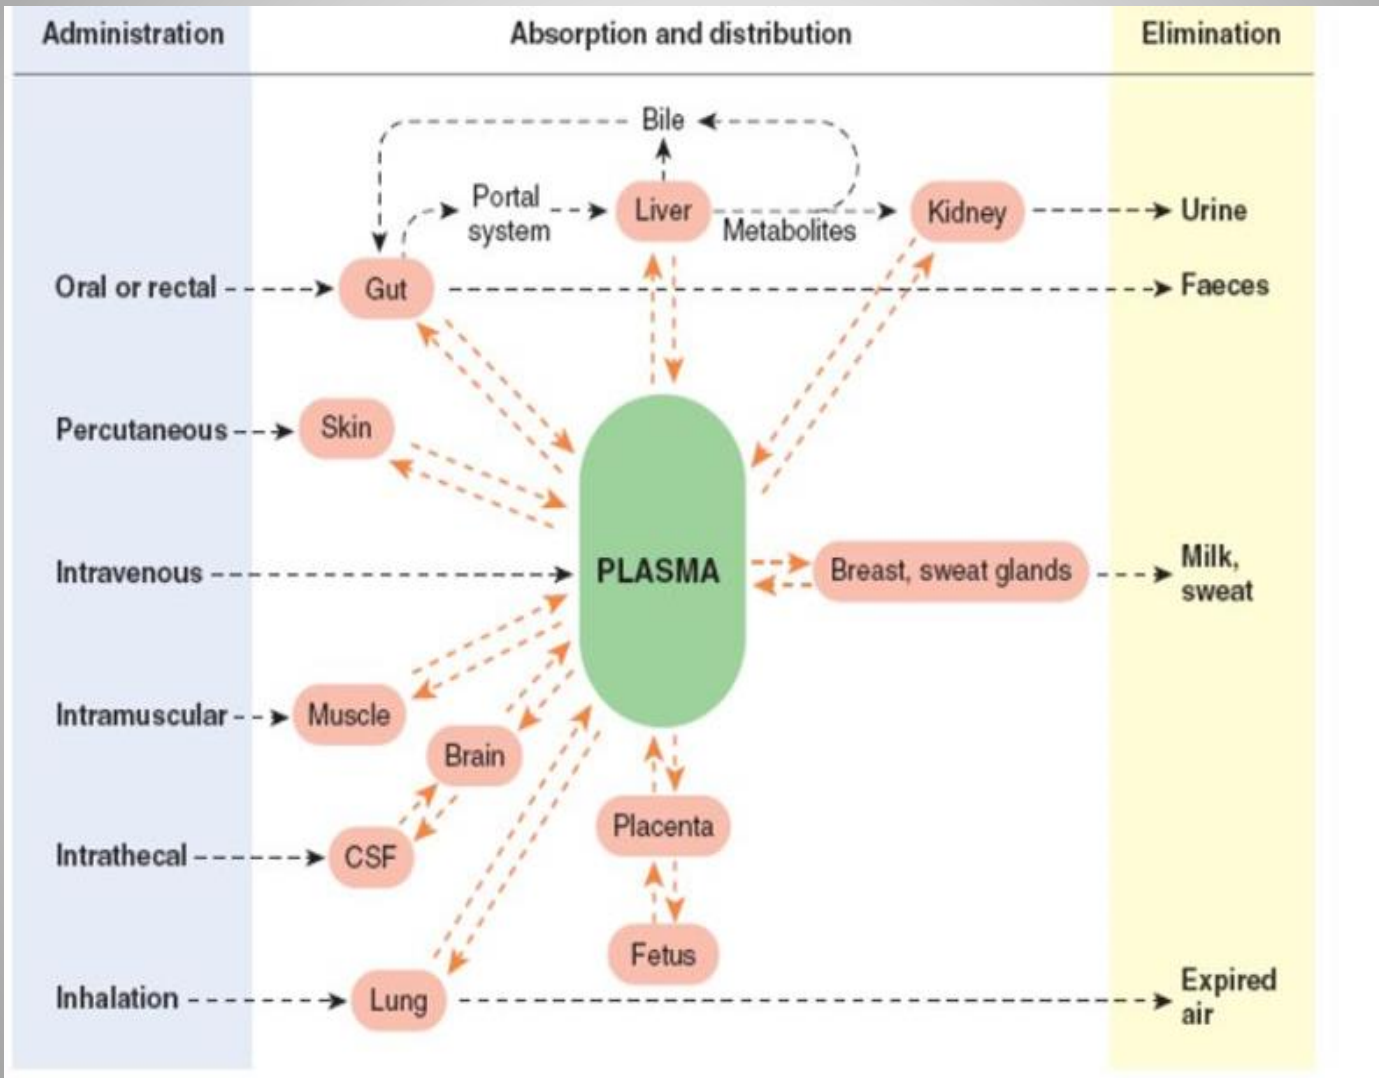 Administration
Absorption and distribution
Elimination
Bile
Portal
system
Liver
Metabolites
Kidney
Urine
Oral or rectal
Gut
Faeces
Percutaneous
Skin
Intravenous
PLASMA
Breast, sweat glands
Milk,
sweat
Intramuscular
Muscle
Brain
Placenta
Intrathecal
CSF
Fetus
Inhalation
Lung
Expired
air